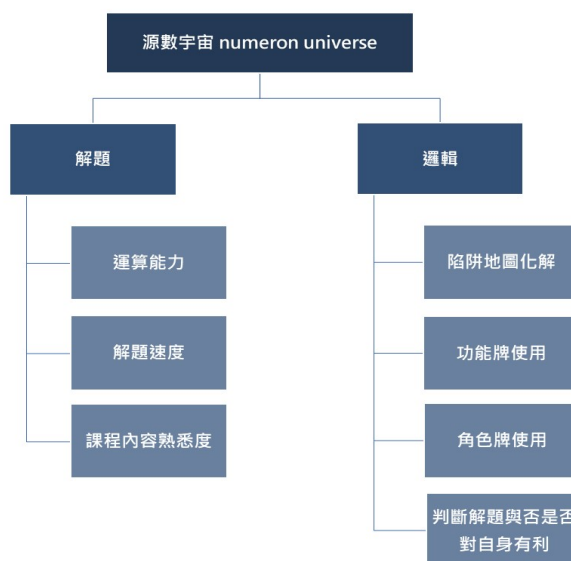 源數宇宙 numeron universe
解題
運算能力
解題速度
課程內容熟悉度
邏輯
陷阱地圖化解
功能牌使用
角色牌使用
判斷解題與否是否
對自身有利